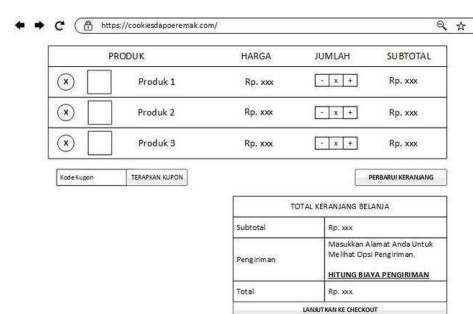 https://cookiesdapoeremak.com/
PRODUK HARGA JUMLAH SUBTOTAL
X Produk 1 Rp. xxx - x + Rp. xxx
X Produk 2 Rp. xxx - x + Rp. xxx
X Produk 3 Rp. xxx - x + Rp. xxx
Kode Kupon TERAPKAN KUPON PERBARUI KERANJANG
TOTAL KERANJANG BELANJA
Subtotal Rp. xxx
Pengiriman Masukkan Alamat Anda Untuk
Melihat Opsi Pengiriman.
HITUNG BIAYA PENGIRIMAN
Total Rp. xxx
LANJUTKAN KE CHECKOUT